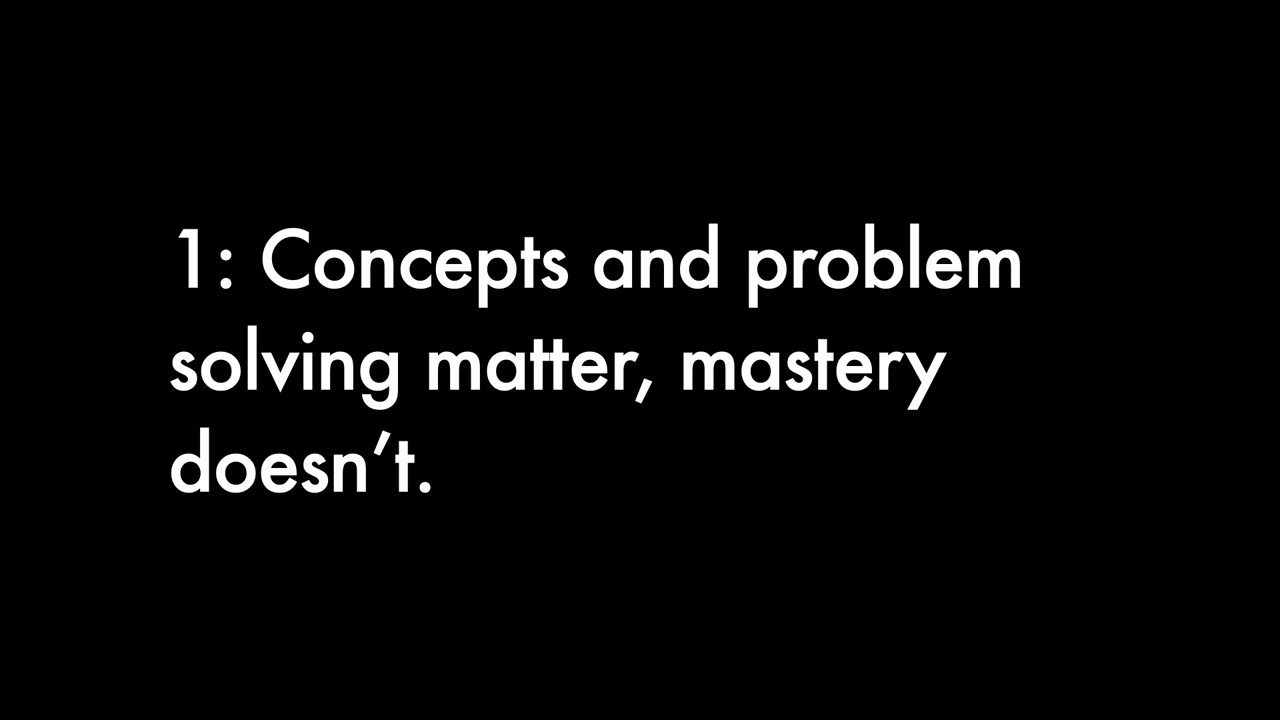 1: Concepts and problem
solving matter, mastery
doesn’t.